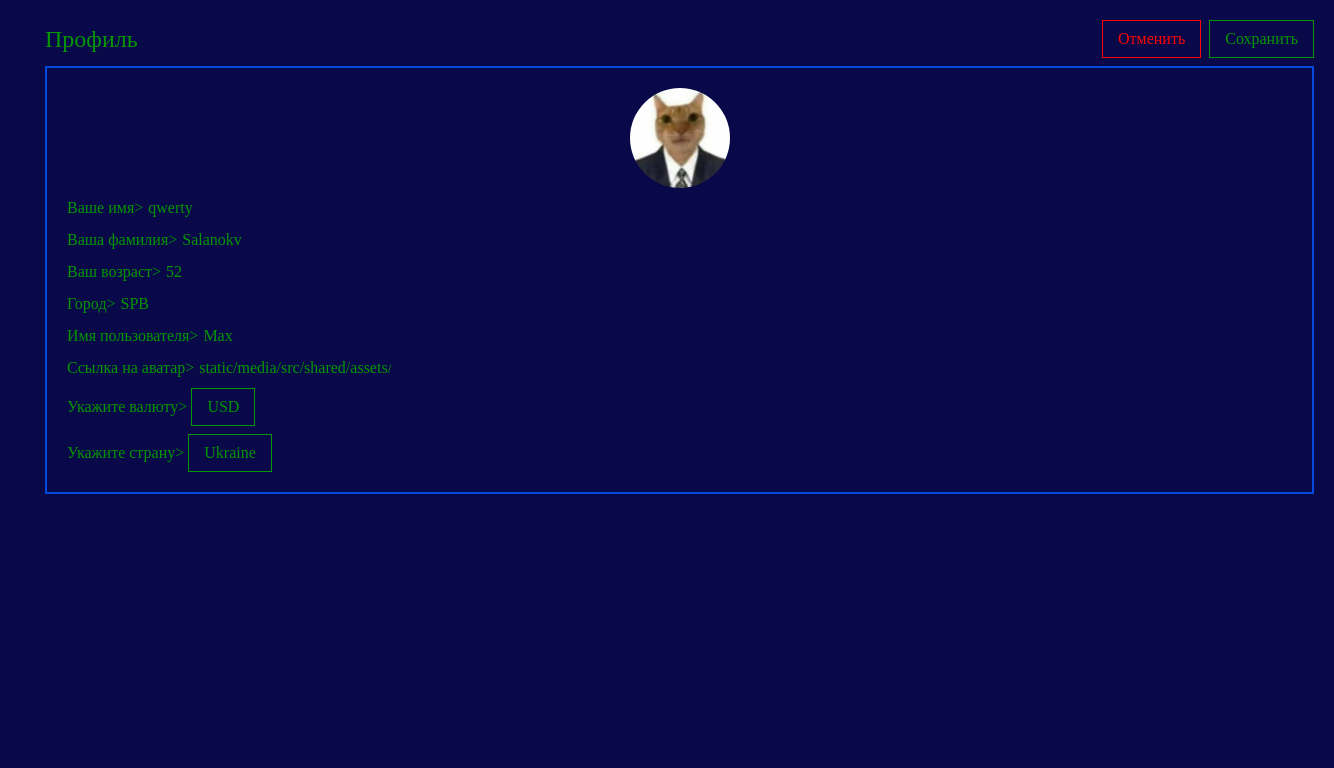 Профиль
Отменить
Сохранить
Ваше имя> qwerty
Ваша фамилия> Salanokv
Ваш возраст> 52
Город> SPB
Имя пользователя> Max
Ссылка на аватар> static/media/src/shared/assets/
Укажите валюту> USD
Укажите страну> Ukraine